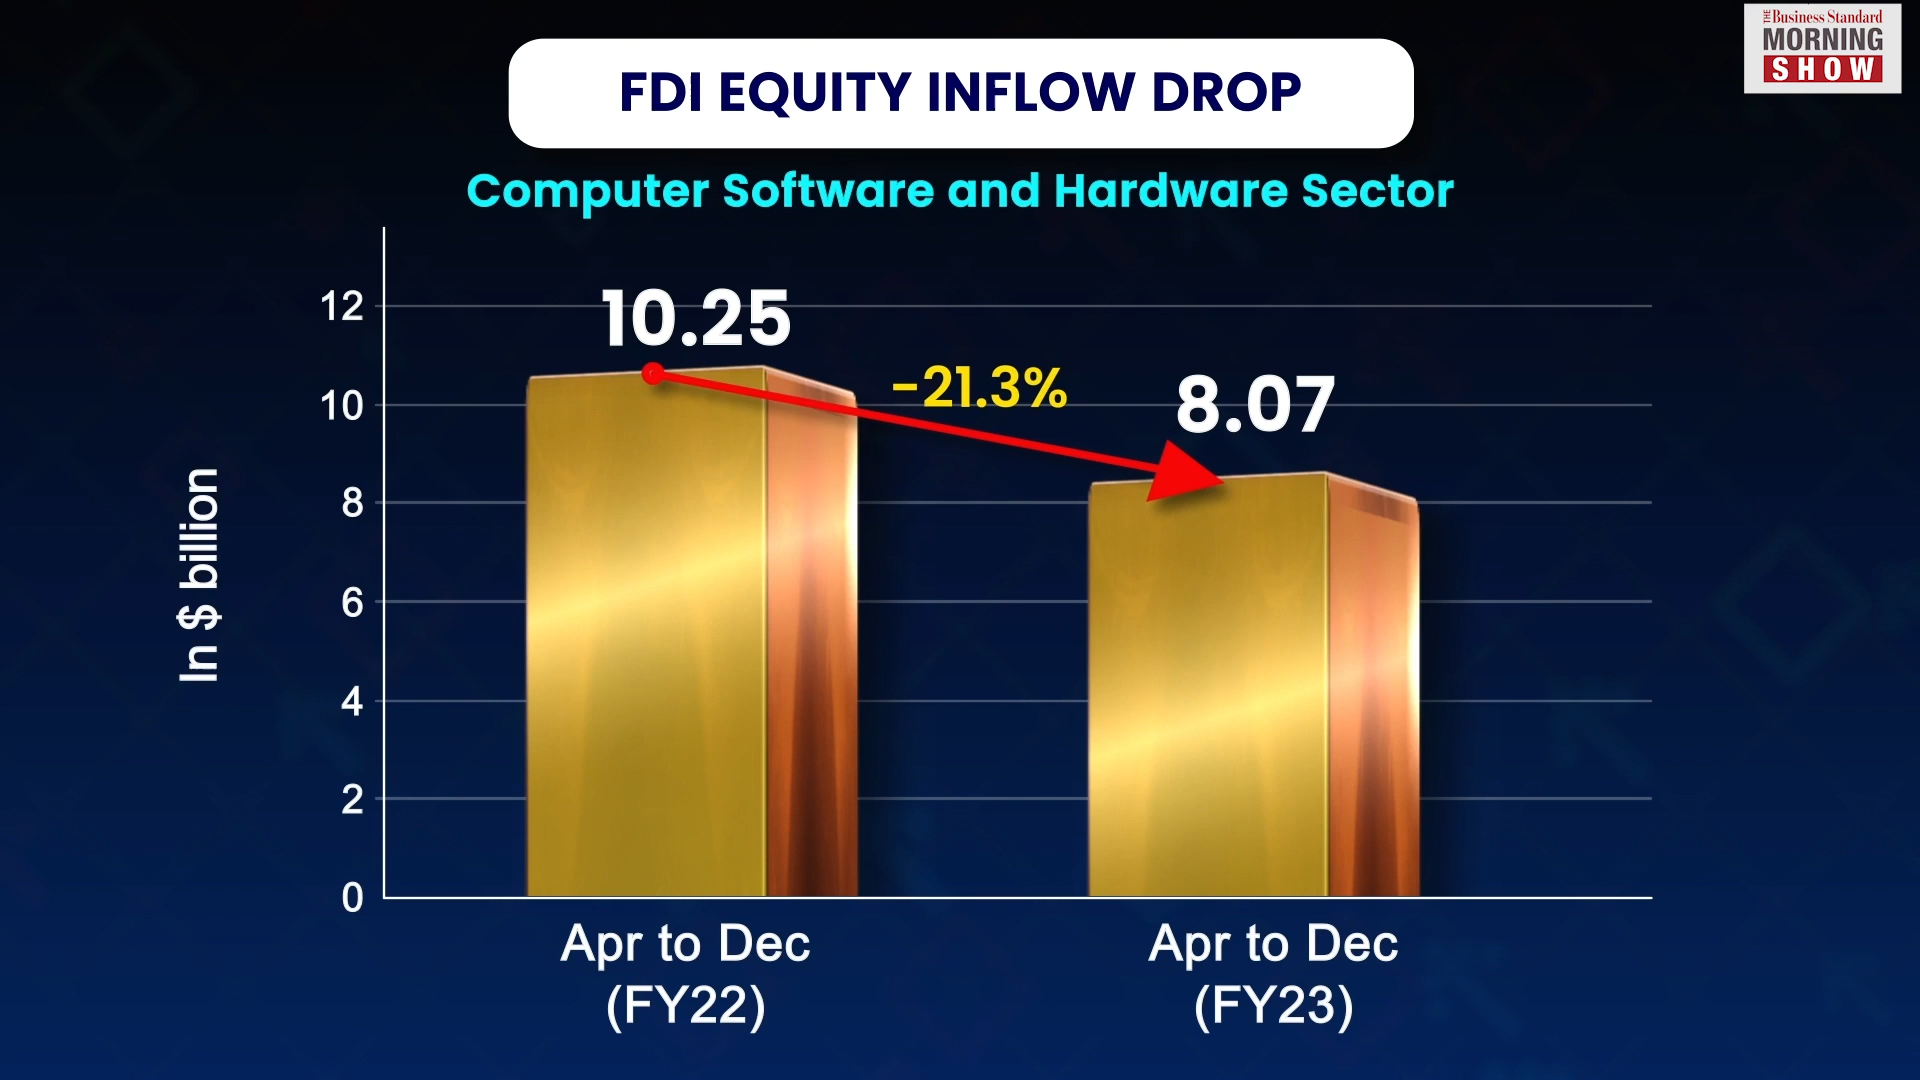 THE Business Standard
MORNING
SHOW
FDI EQUITY INFLOW DROP
Computer Software and Hardware Sector
In $ billion
12
10
8
6
4
2
0
10.25
-21.3%
8.07
Apr to Dec
(FY22)
Apr to Dec
(FY23)